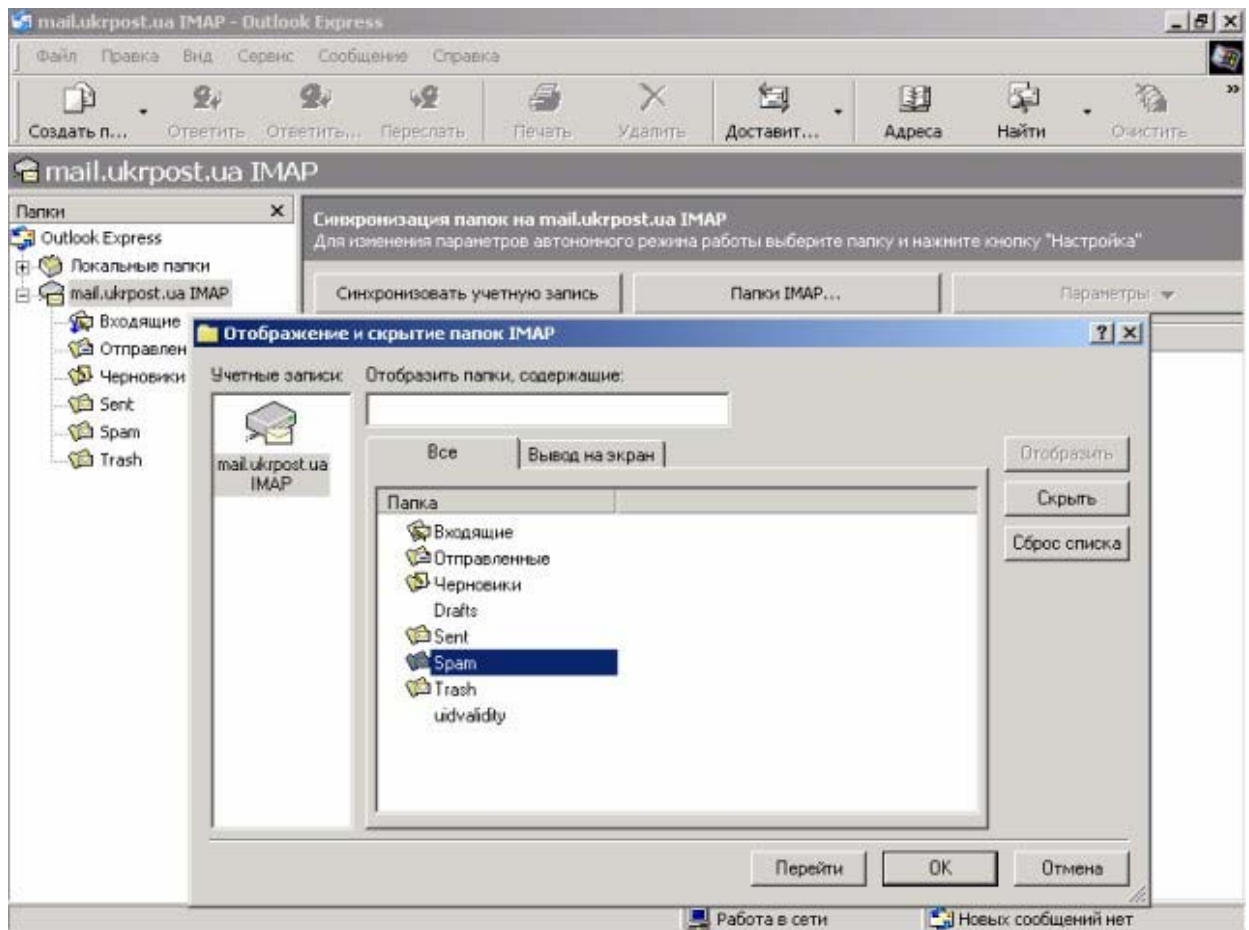 mail.ukrpost.ua IMAP - Outlook Express
Файл Правка Вид Сервис Сообщение Справка
Создать п... Ответить Ответить... Переслать Печать Удалить Доставит... Адреса Найти Очистить »
mail.ukrpost.ua IMAP
Папки
Outlook Express
Локальные папки
mail.ukrpost.ua IMAP
Входящие
Отправлен
Черновики
Sent
Spam
Trash
Синхронизация папок на mail.ukrpost.ua IMAP
Для изменения параметров автономного режима работы выберите папку и нажмите кнопку "Настройка"
Синхронизовать учетную запись Папки IMAP... Параметры
Отображение и скрытие папок IMAP
Учетные записи: Отобразить папки, содержащие:
mail.ukrpost.ua
IMAP
Все Вывод на экран
Папка
Входящие
Отправленные
Черновики
Drafts
Sent
Spam
Trash
uidvalidity
Отобразить
Скрыть
Сброс списка
Перейти OK Отмена
Работа в сети Новых сообщений нет